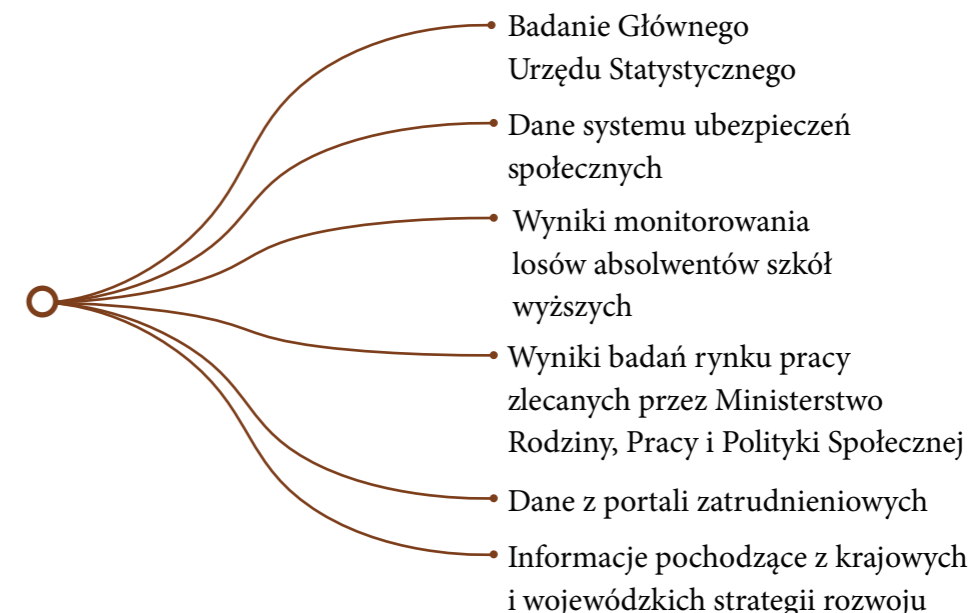 Badanie Głównego
Urzędu Statystycznego
Dane systemu ubezpieczeń
społecznych
Wyniki monitorowania
losów absolwentów szkół
wyższych
Wyniki badań rynku pracy
zlecanych przez Ministerstwo
Rodziny, Pracy i Polityki Społecznej
Dane z portali zatrudnieniowych
Informacje pochodzące z krajowych
i wojewódzkich strategii rozwoju